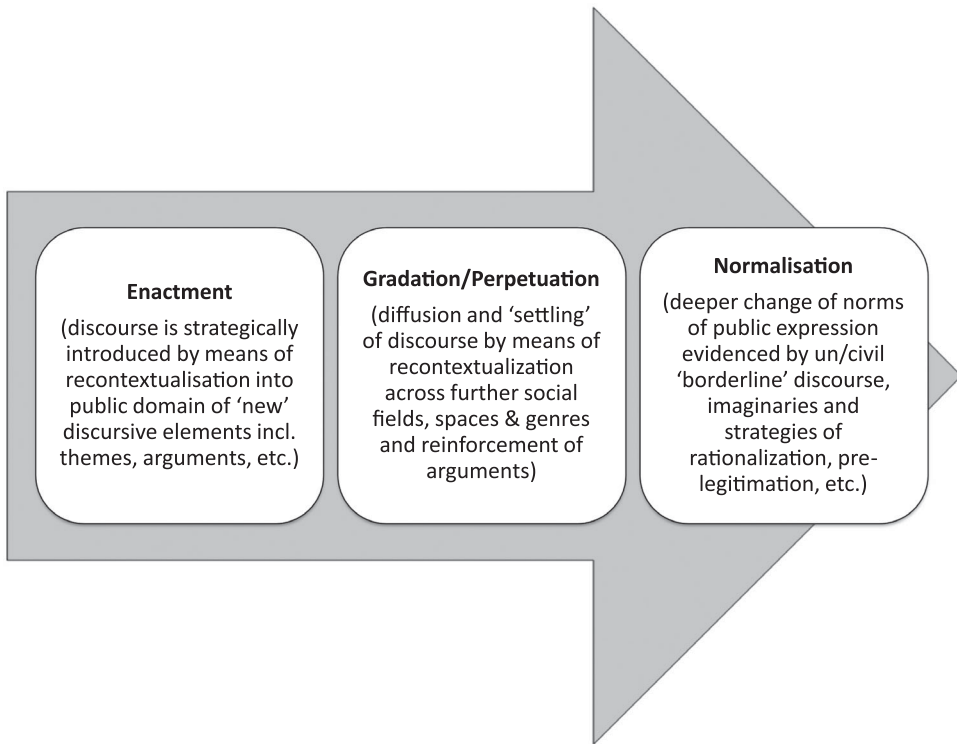 Enactment
(discourse is strategically
introduced by means of
recontextualisation into
public domain of ‘new’
discursive elements incl.
themes, arguments, etc.)
Gradation/Perpetuation
(diffusion and ‘settling’
of discourse by means of
recontextualization
across further social
fields, spaces & genres
and reinforcement of
arguments)
Normalisation
(deeper change of norms
of public expression
evidenced by un/civil
‘borderline’ discourse,
imaginaries and
strategies of
rationalization, pre-
legitimation, etc.)